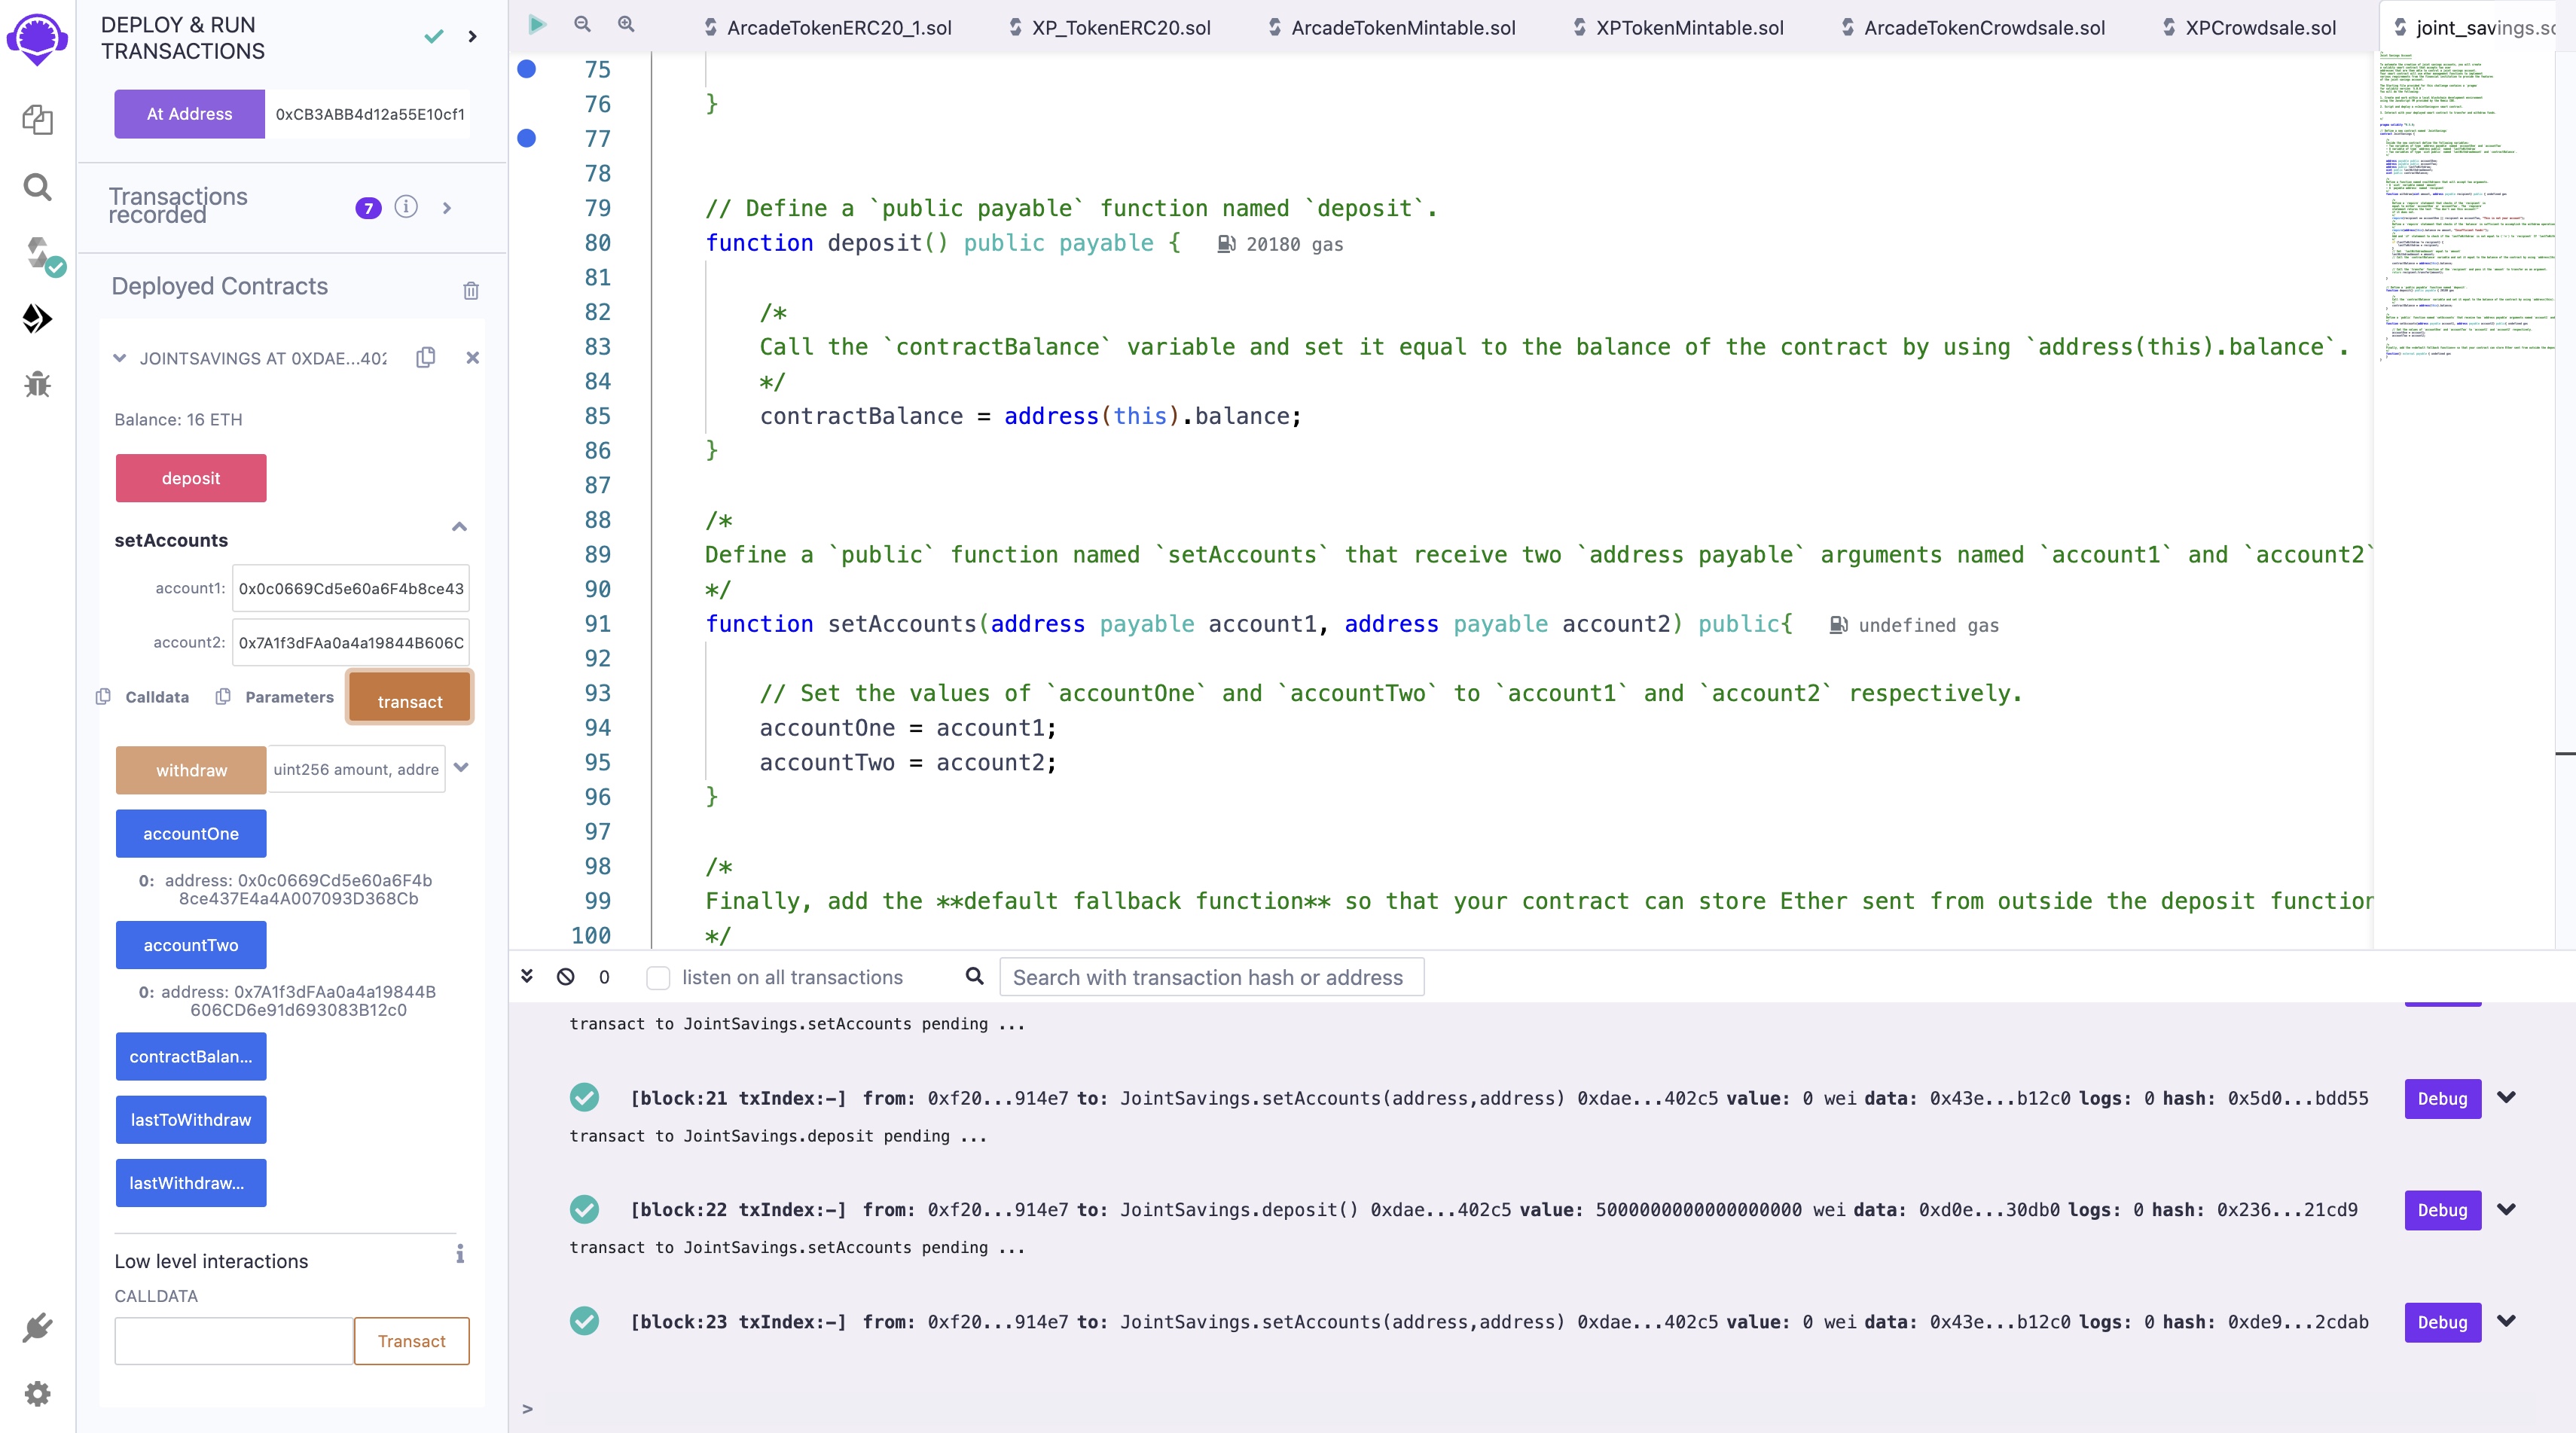 DEPLOY & RUN
TRANSACTIONS
At Address 0xCB3ABB4d12a55E10cf1
Transactions
recorded 7
Deployed Contracts
JOINTSAVINGS AT 0XDAE...402
Balance: 16 ETH
deposit
setAccounts
account1: 0x0c0669Cd5e60a6F4b8ce43
account2: 0x7A1f3dFAa0a4a19844B606C
Calldata Parameters transact
withdraw uint256 amount, addre
accountOne
0: address: 0x0c0669Cd5e60a6F4b
8ce437E4a4A007093D368Cb
accountTwo
0: address: 0x7A1f3dFAa0a4a19844B
606CD6e91d693083B12c0
contractBalan...
lastToWithdraw
lastWithdraw...
Low level interactions
CALLDATA
Transact
ArcadeTokenERC20_1.sol XP_TokenERC20.sol ArcadeTokenMintable.sol XPTokenMintable.sol ArcadeTokenCrowdsale.sol XPCrowdsale.sol joint_savings.so
75
76 }
77
78
79 // Define a `public payable` function named `deposit`.
80 function deposit() public payable { 20180 gas
81
82 /*
83 Call the `contractBalance` variable and set it equal to the balance of the contract by using `address(this).balance`.
84 */
85 contractBalance = address(this).balance;
86 }
87
88 /*
89 Define a `public` function named `setAccounts` that receive two `address payable` arguments named `account1` and `account2`
90 */
91 function setAccounts(address payable account1, address payable account2) public{ undefined gas
92
93 // Set the values of `accountOne` and `accountTwo` to `account1` and `account2` respectively.
94 accountOne = account1;
95 accountTwo = account2;
96 }
97
98 /*
99 Finally, add the **default fallback function** so that your contract can store Ether sent from outside the deposit function
100 */
0 listen on all transactions Search with transaction hash or address
transact to JointSavings.setAccounts pending ...
[block:21 txIndex:-] from: 0xf20...914e7 to: JointSavings.setAccounts(address,address) 0xdae...402c5 value: 0 wei data: 0x43e...b12c0 logs: 0 hash: 0x5d0...bdd55 Debug
transact to JointSavings.deposit pending ...
[block:22 txIndex:-] from: 0xf20...914e7 to: JointSavings.deposit() 0xdae...402c5 value: 5000000000000000000 wei data: 0xd0e...30db0 logs: 0 hash: 0x236...21cd9 Debug
transact to JointSavings.setAccounts pending ...
[block:23 txIndex:-] from: 0xf20...914e7 to: JointSavings.setAccounts(address,address) 0xdae...402c5 value: 0 wei data: 0x43e...b12c0 logs: 0 hash: 0xde9...2cdab Debug
>